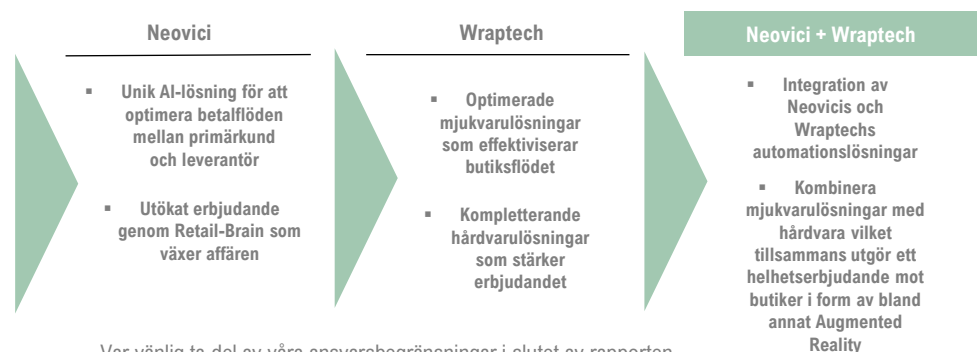 Neovici
▪ Unik AI-lösning för att
optimera betalflöden
mellan primärkund
och leverantör
▪ Utökat erbjudande
genom Retail-Brain som
växer affären
Wraptech
▪ Optimerade
mjukvarulösningar
som effektiviserar
butiksflödet
▪ Kompletterande
hårdvarulösningar
som stärker
erbjudandet
Neovici + Wraptech
▪ Integration av
Neovicis och
Wraptechs
automationslösningar
▪ Kombinera
mjukvarulösningar med
hårdvara vilket
tillsammans utgör ett
helhetserbjudande mot
butiker i form av bland
annat Augmented
Reality
Var vänlig ta del av våra ansvarsbegränsningar i slutet av rapporten